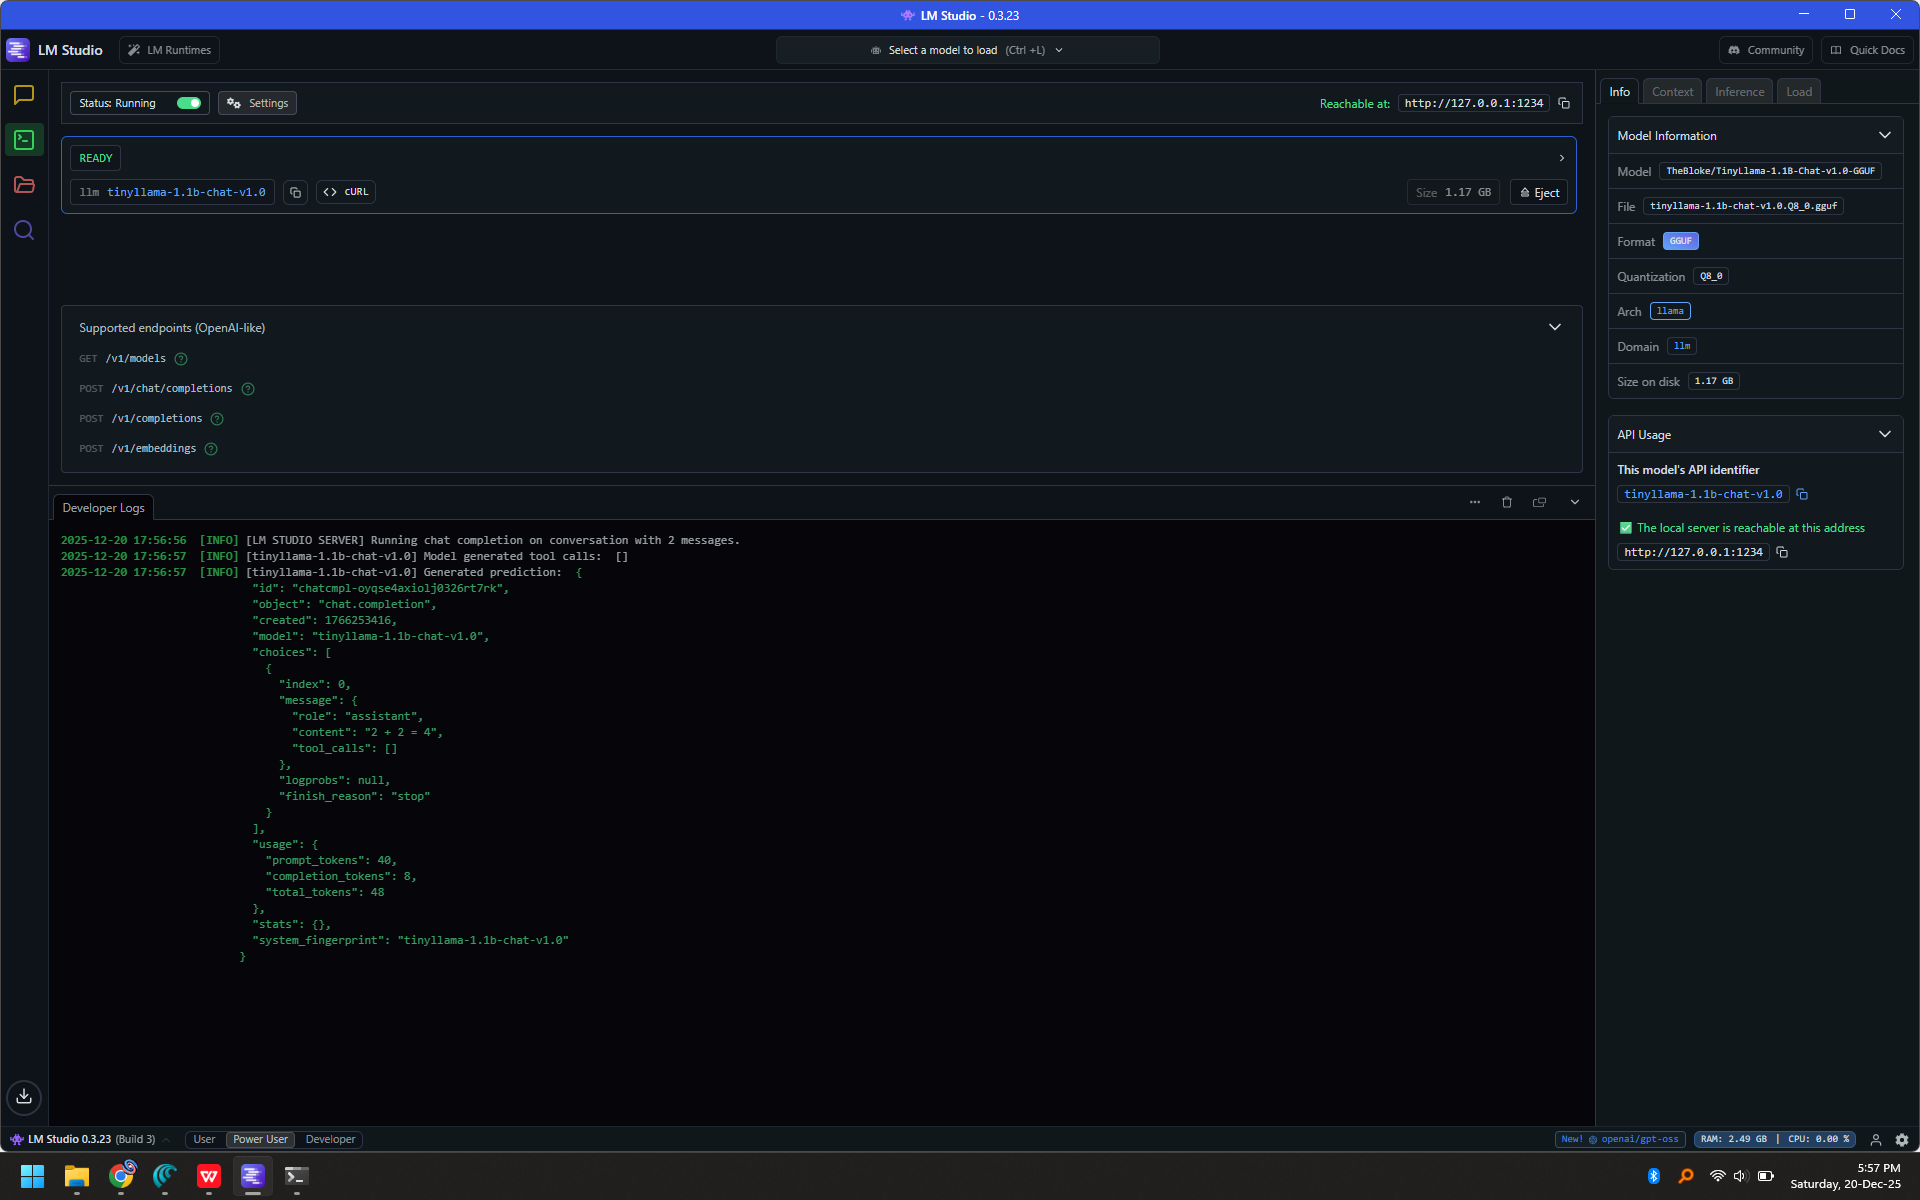 LM Studio - 0.3.23
LM Studio
LM Runtimes
Select a model to load (Ctrl +L)
Community
Quick Docs
Status: Running
Settings
Reachable at: http://127.0.0.1:1234
READY
llm tinyllama-1.1b-chat-v1.0
<> cURL
Size 1.17 GB
Eject
Supported endpoints (OpenAI-like)
GET /v1/models ?
POST /v1/chat/completions ?
POST /v1/completions ?
POST /v1/embeddings ?
Developer Logs
2025-12-20 17:56:56 [INFO] [LM STUDIO SERVER] Running chat completion on conversation with 2 messages.
2025-12-20 17:56:57 [INFO] [tinyllama-1.1b-chat-v1.0] Model generated tool calls: []
2025-12-20 17:56:57 [INFO] [tinyllama-1.1b-chat-v1.0] Generated prediction: {
"id": "chatcmpl-oyqse4axiolj0326rt7rk",
"object": "chat.completion",
"created": 1766253416,
"model": "tinyllama-1.1b-chat-v1.0",
"choices": [
{
"index": 0,
"message": {
"role": "assistant",
"content": "2 + 2 = 4",
"tool_calls": []
},
"logprobs": null,
"finish_reason": "stop"
}
],
"usage": {
"prompt_tokens": 40,
"completion_tokens": 8,
"total_tokens": 48
},
"stats": {},
"system_fingerprint": "tinyllama-1.1b-chat-v1.0"
}
Info
Context
Inference
Load
Model Information
Model TheBloke/TinyLlama-1.1B-Chat-v1.0-GGUF
File tinyllama-1.1b-chat-v1.0.Q8_0.gguf
Format GGUF
Quantization Q8_0
Arch llama
Domain llm
Size on disk 1.17 GB
API Usage
This model's API identifier
tinyllama-1.1b-chat-v1.0
The local server is reachable at this address
http://127.0.0.1:1234
LM Studio 0.3.23 (Build 3)
User
Power User
Developer
New! openai/gpt-oss
RAM: 2.49 GB | CPU: 0.00 %
W
5:57 PM
Saturday, 20-Dec-25